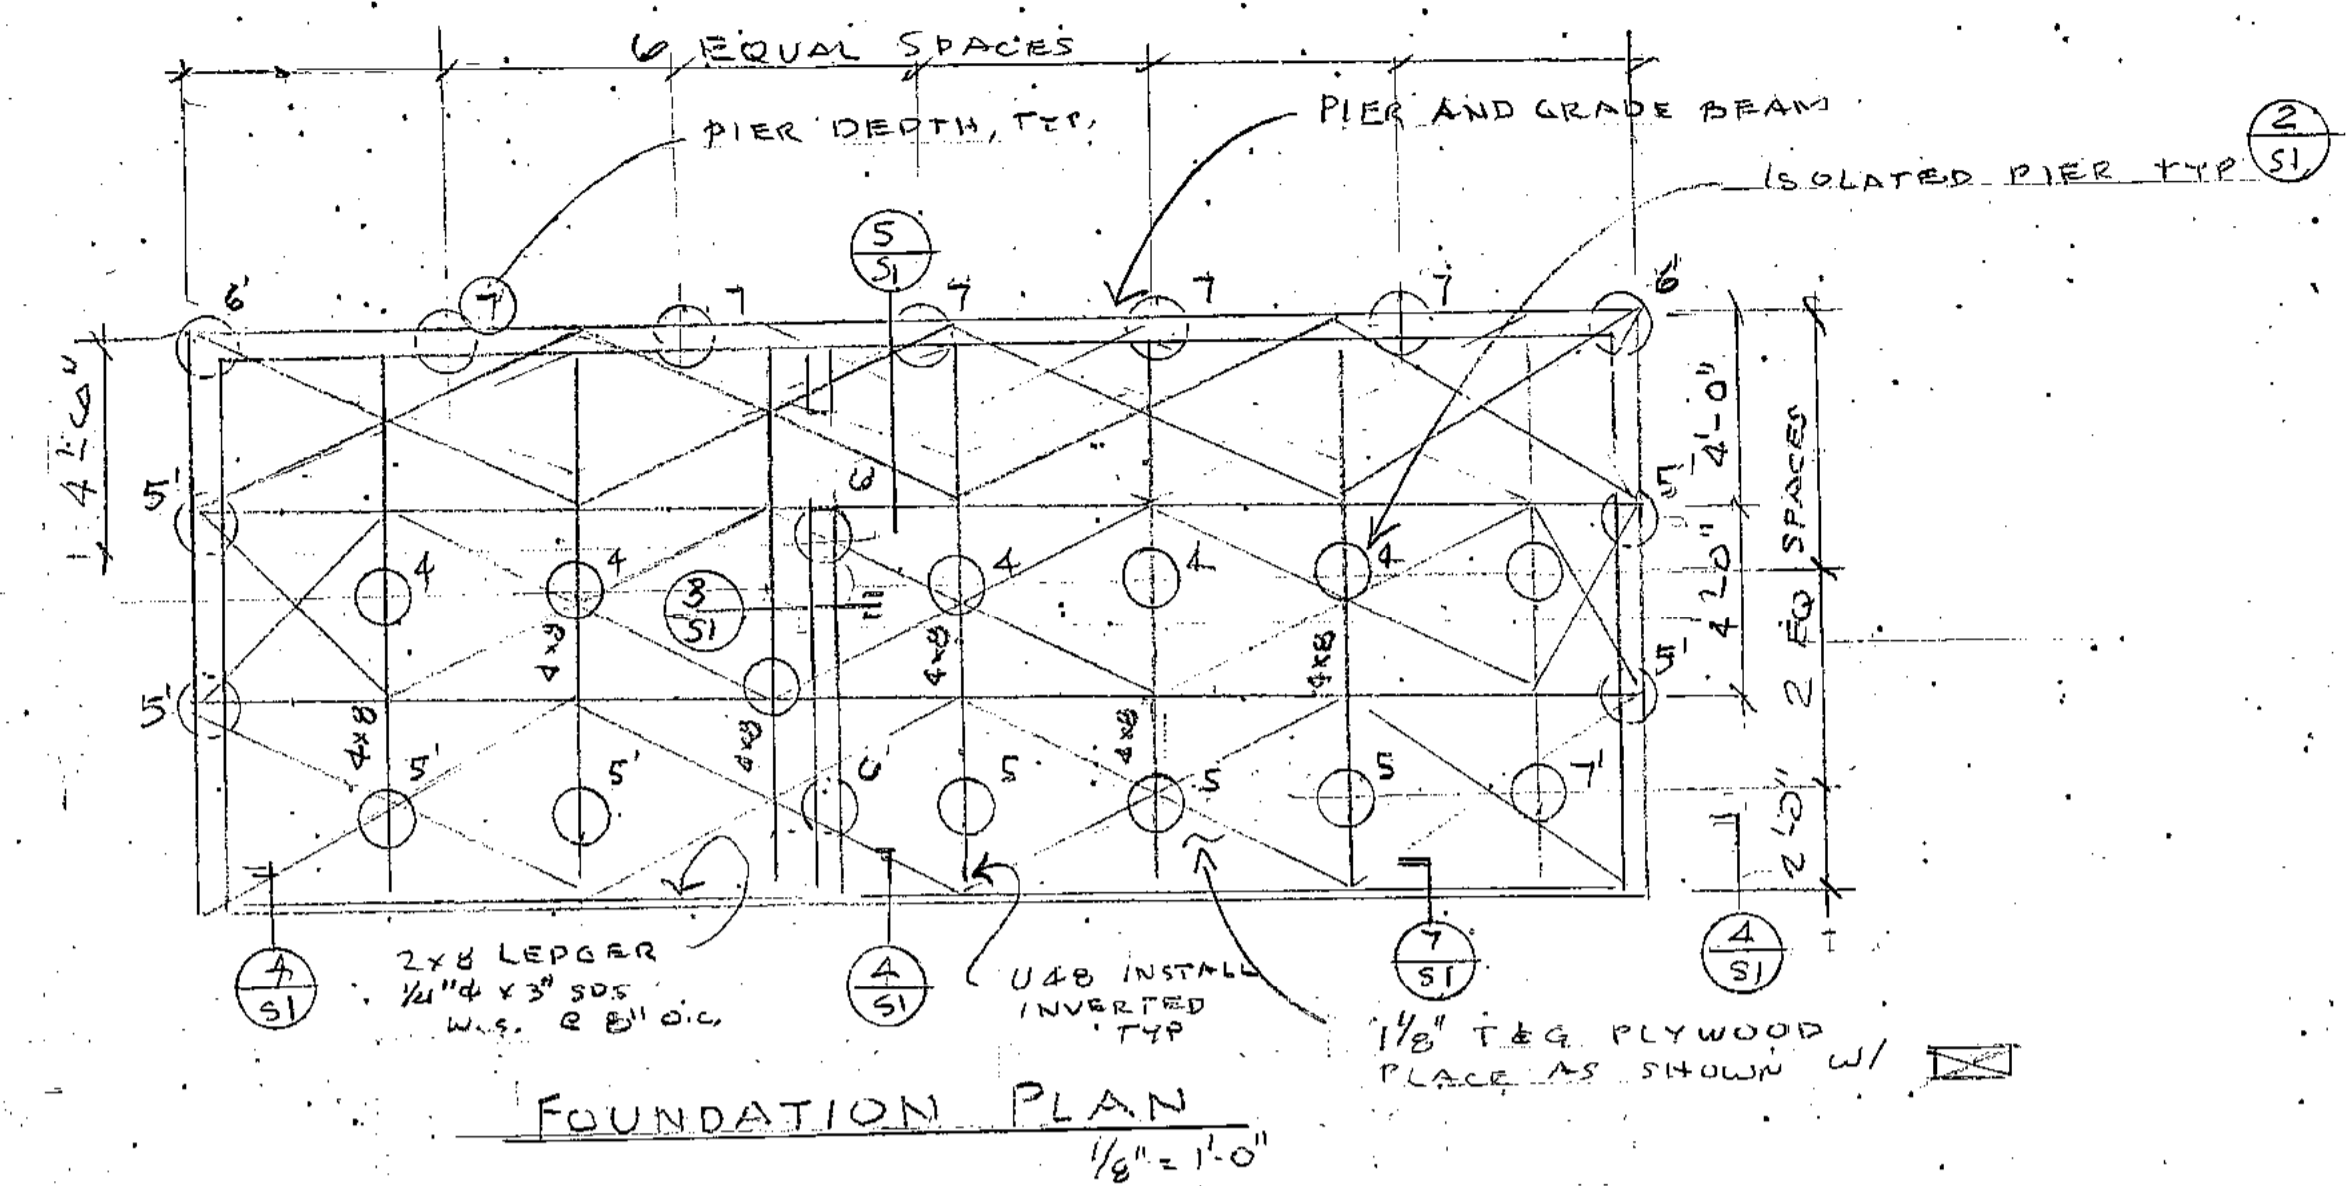 6 EQUAL SPACES
PIER DEPTH, TYP.
PIER AND GRADE BEAM
2
S1
ISOLATED PIER TYP
5
S1
6'
7'
7
7
7
7
6'
4'-0"
5'
6
5'
4'-0"
SPACES
4
4
3
S1
4
4
4
4'-0"
2 EQ
4x8
4x8
4x8
5'
5'
4x8
4x8
4x8
5'
5'
6'
5
5
5
7'
2'-0"
4
S1
2x8 LEDGER
1/4"ϕ x 3" SDS
W.S. @ 8" O.C.
4
S1
U48 INSTALL
INVERTED
TYP
7
S1
4
S1
1 1/8" T&G PLYWOOD
PLACE AS SHOWN W/
FOUNDATION PLAN
1/8" = 1'-0"